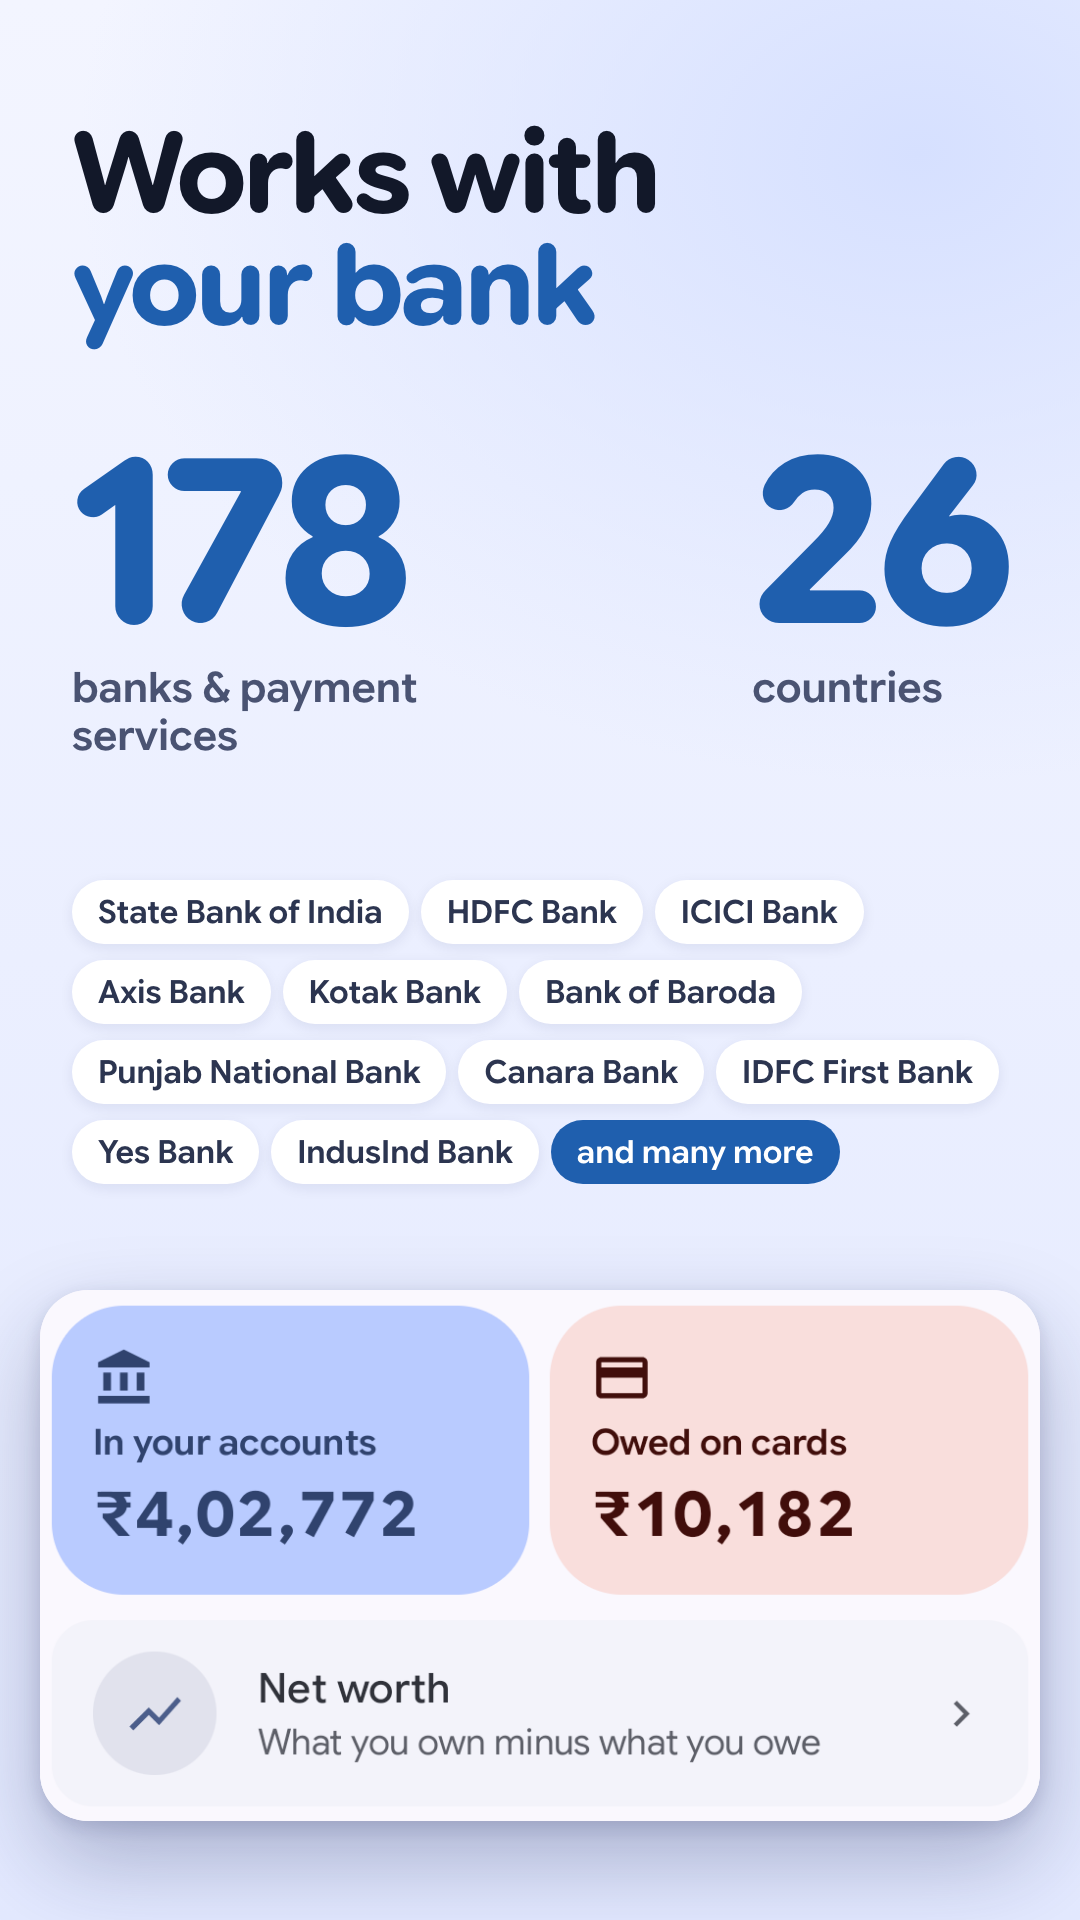 Works with
your bank
178
26
banks & payment
services
countries
State Bank of India
HDFC Bank
ICICI Bank
Axis Bank
Kotak Bank
Bank of Baroda
Punjab National Bank
Canara Bank
IDFC First Bank
Yes Bank
IndusInd Bank
and many more
In your accounts
₹4,02,772
Owed on cards
₹10,182
Net worth
What you own minus what you owe